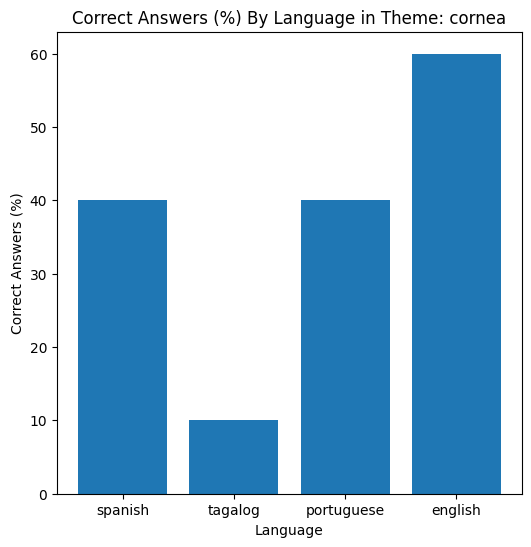 Correct Answers (%) By Language in Theme: cornea
Correct Answers (%)
60
50
40
30
20
10
0
spanish tagalog portuguese english
Language